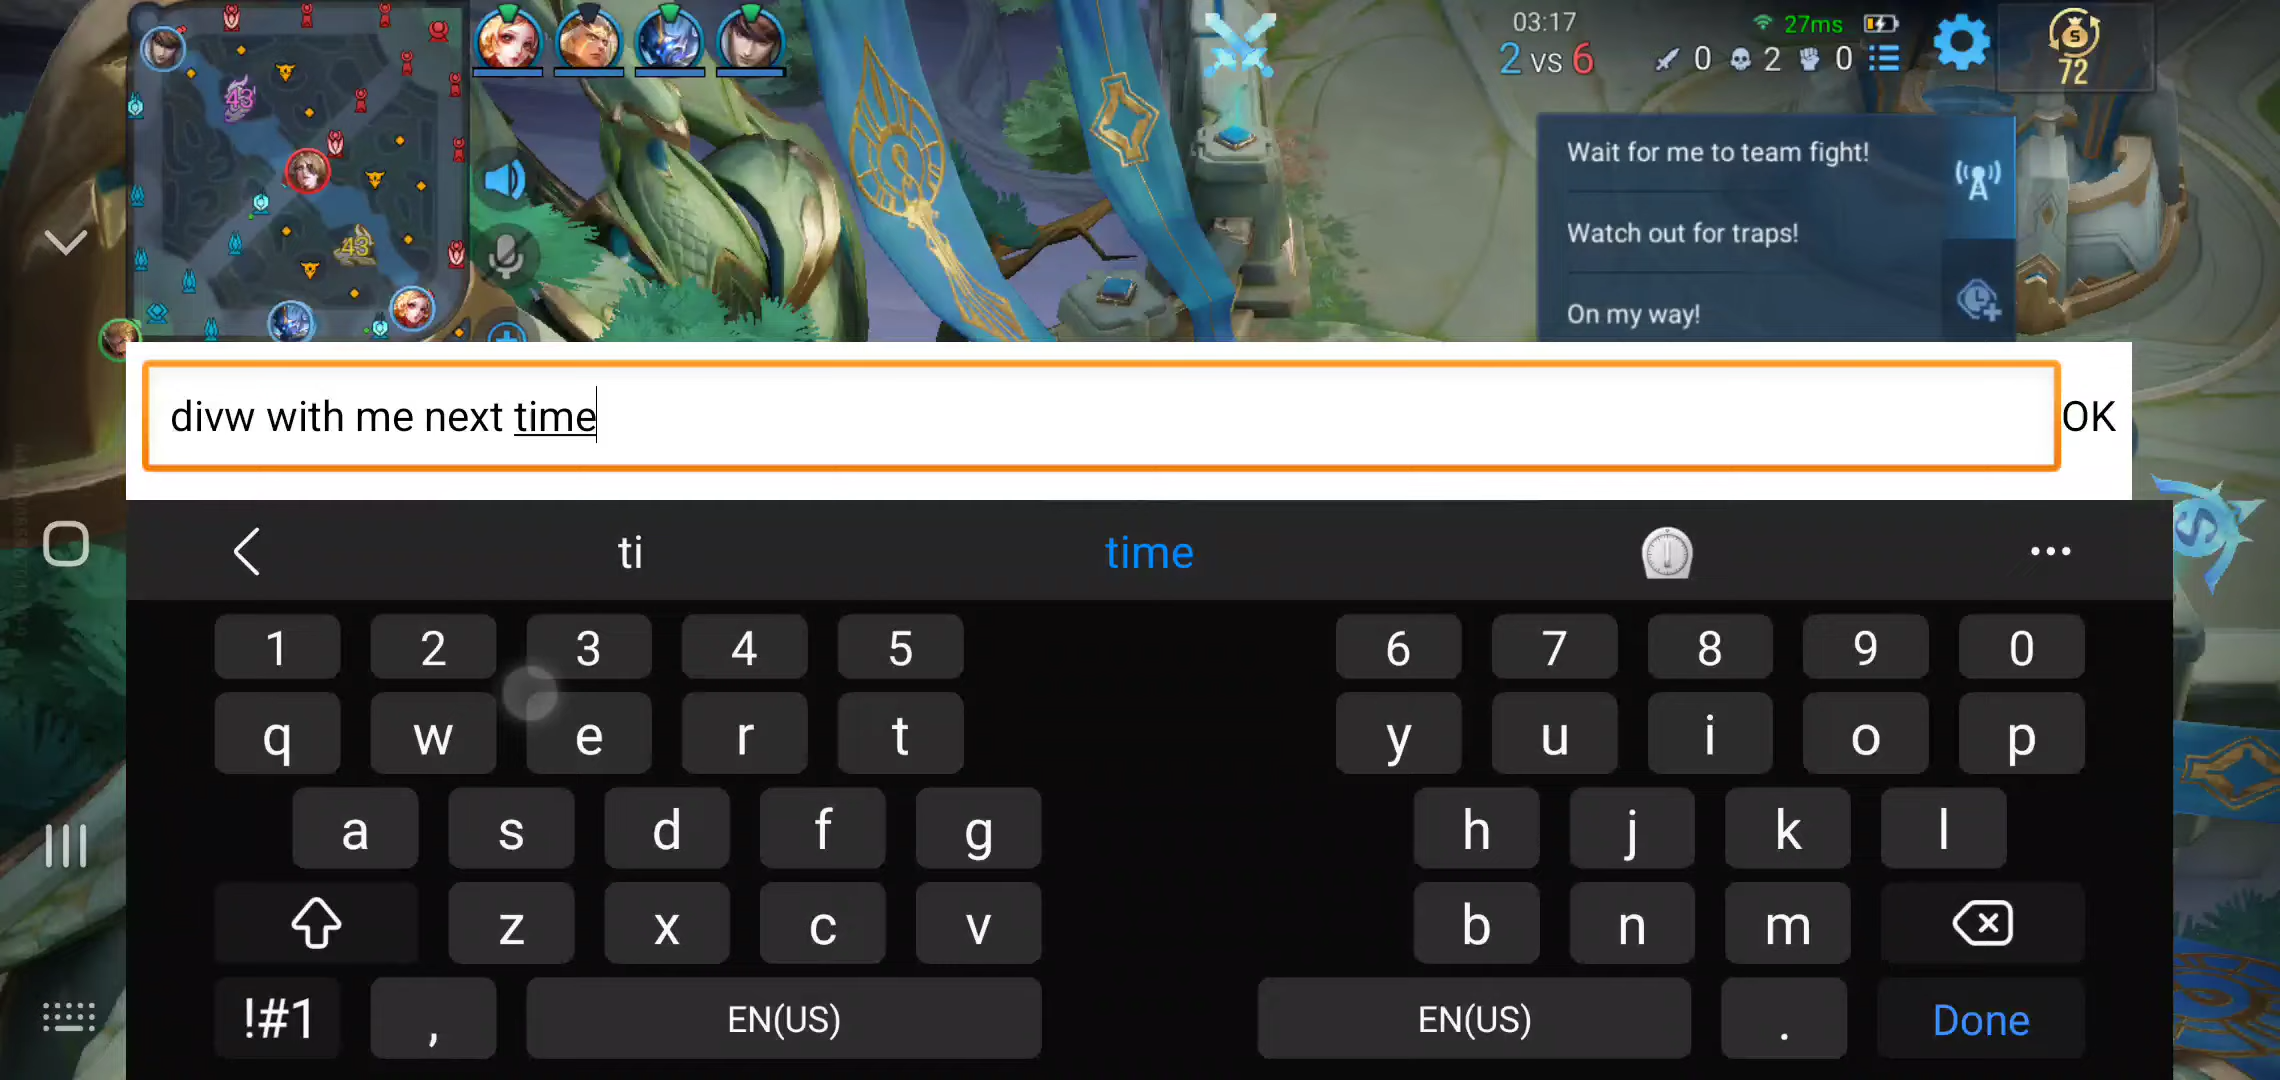 03:17
27ms
2 vs 6
0 2 0
72
43
43
Wait for me to team fight!
Watch out for traps!
On my way!
divw with me next time
OK
ti
time
1 2 3 4 5 6 7 8 9 0
q w e r t y u i o p
a s d f g h j k l
z x c v b n m
!#1 , EN(US) EN(US) . Done